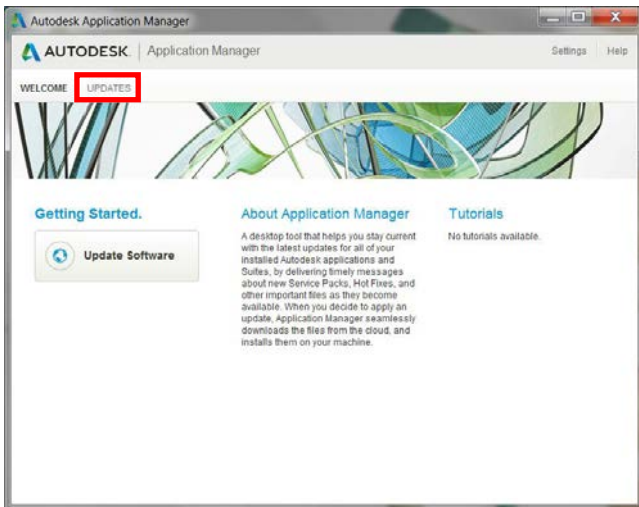 Autodesk Application Manager
AUTODESK Application Manager
Settings Help
WELCOME UPDATES
Getting Started.
Update Software
About Application Manager
A desktop tool that helps you stay current
with the latest updates for all of your
installed Autodesk applications and
Suites, by delivering timely messages
about new Service Packs, Hot Fixes, and
other important files as they become
available. When you decide to apply an
update, Application Manager seamlessly
downloads the files from the cloud, and
installs them on your machine.
Tutorials
No tutorials available.